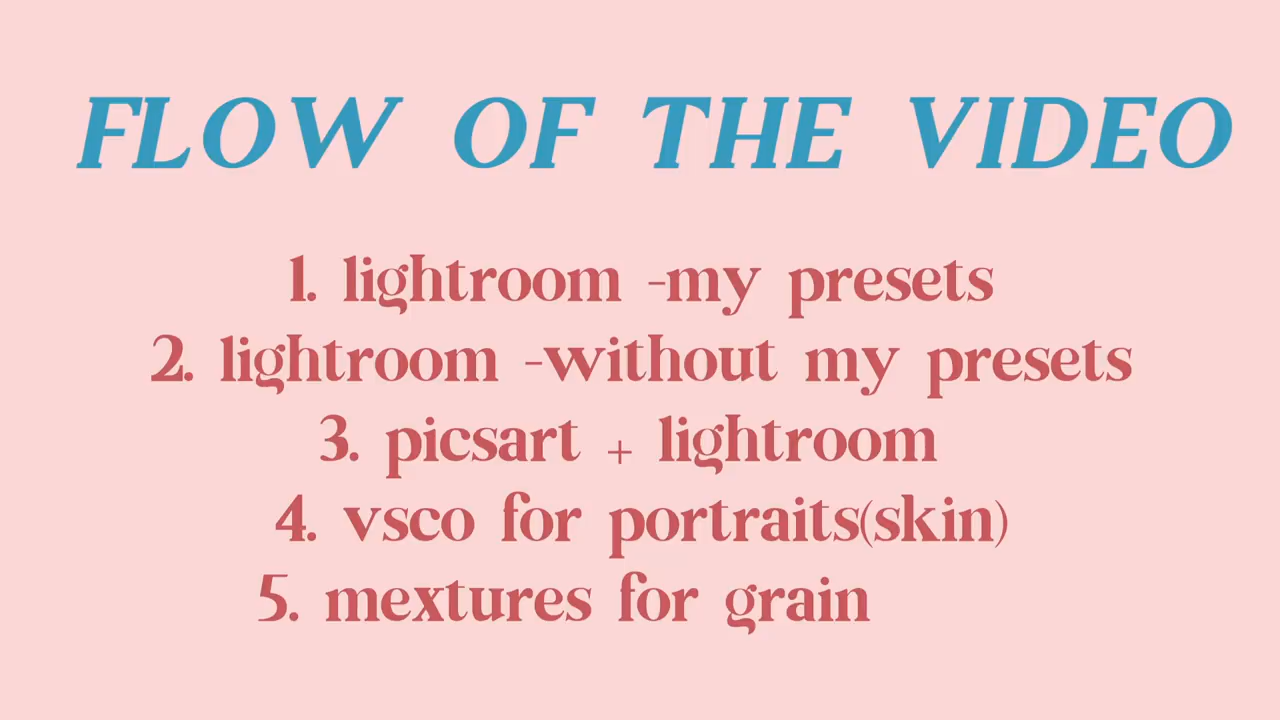 FLOW OF THE VIDEO
1. lightroom -my presets
2. lightroom -without my presets
3. picsart + lightroom
4. vsco for portraits(skin)
5. mextures for grain